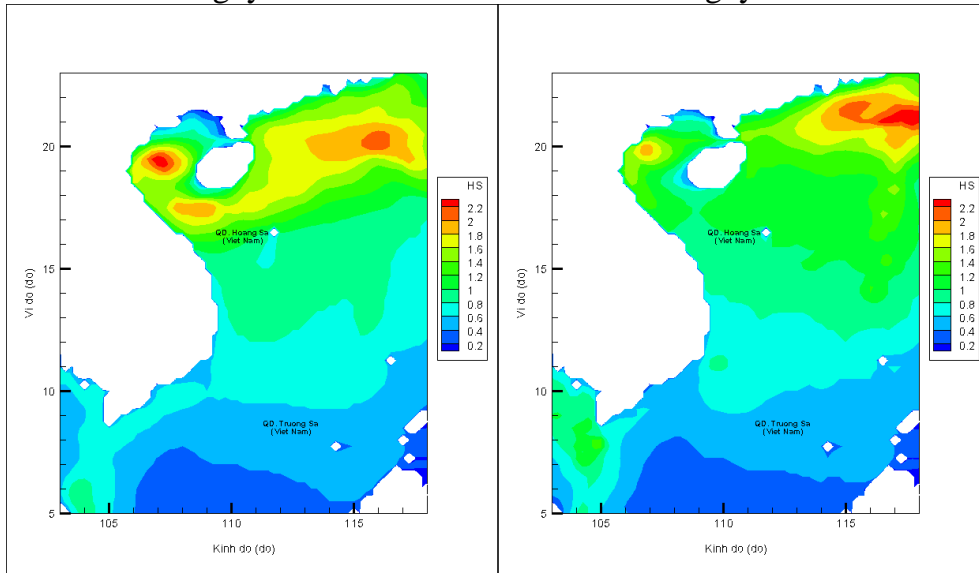 20
15
10
5
Vi do (do)
QD. Hoang Sa
(Viet Nam)
QD. Truong Sa
(Viet Nam)
105 110 115
Kinh do (do)
HS
2.2
2
1.8
1.6
1.4
1.2
1
0.8
0.6
0.4
0.2
20
15
10
5
Vi do (do)
QD. Hoang Sa
(Viet Nam)
QD. Truong Sa
(Viet Nam)
105 110 115
Kinh do (do)
HS
2.2
2
1.8
1.6
1.4
1.2
1
0.8
0.6
0.4
0.2